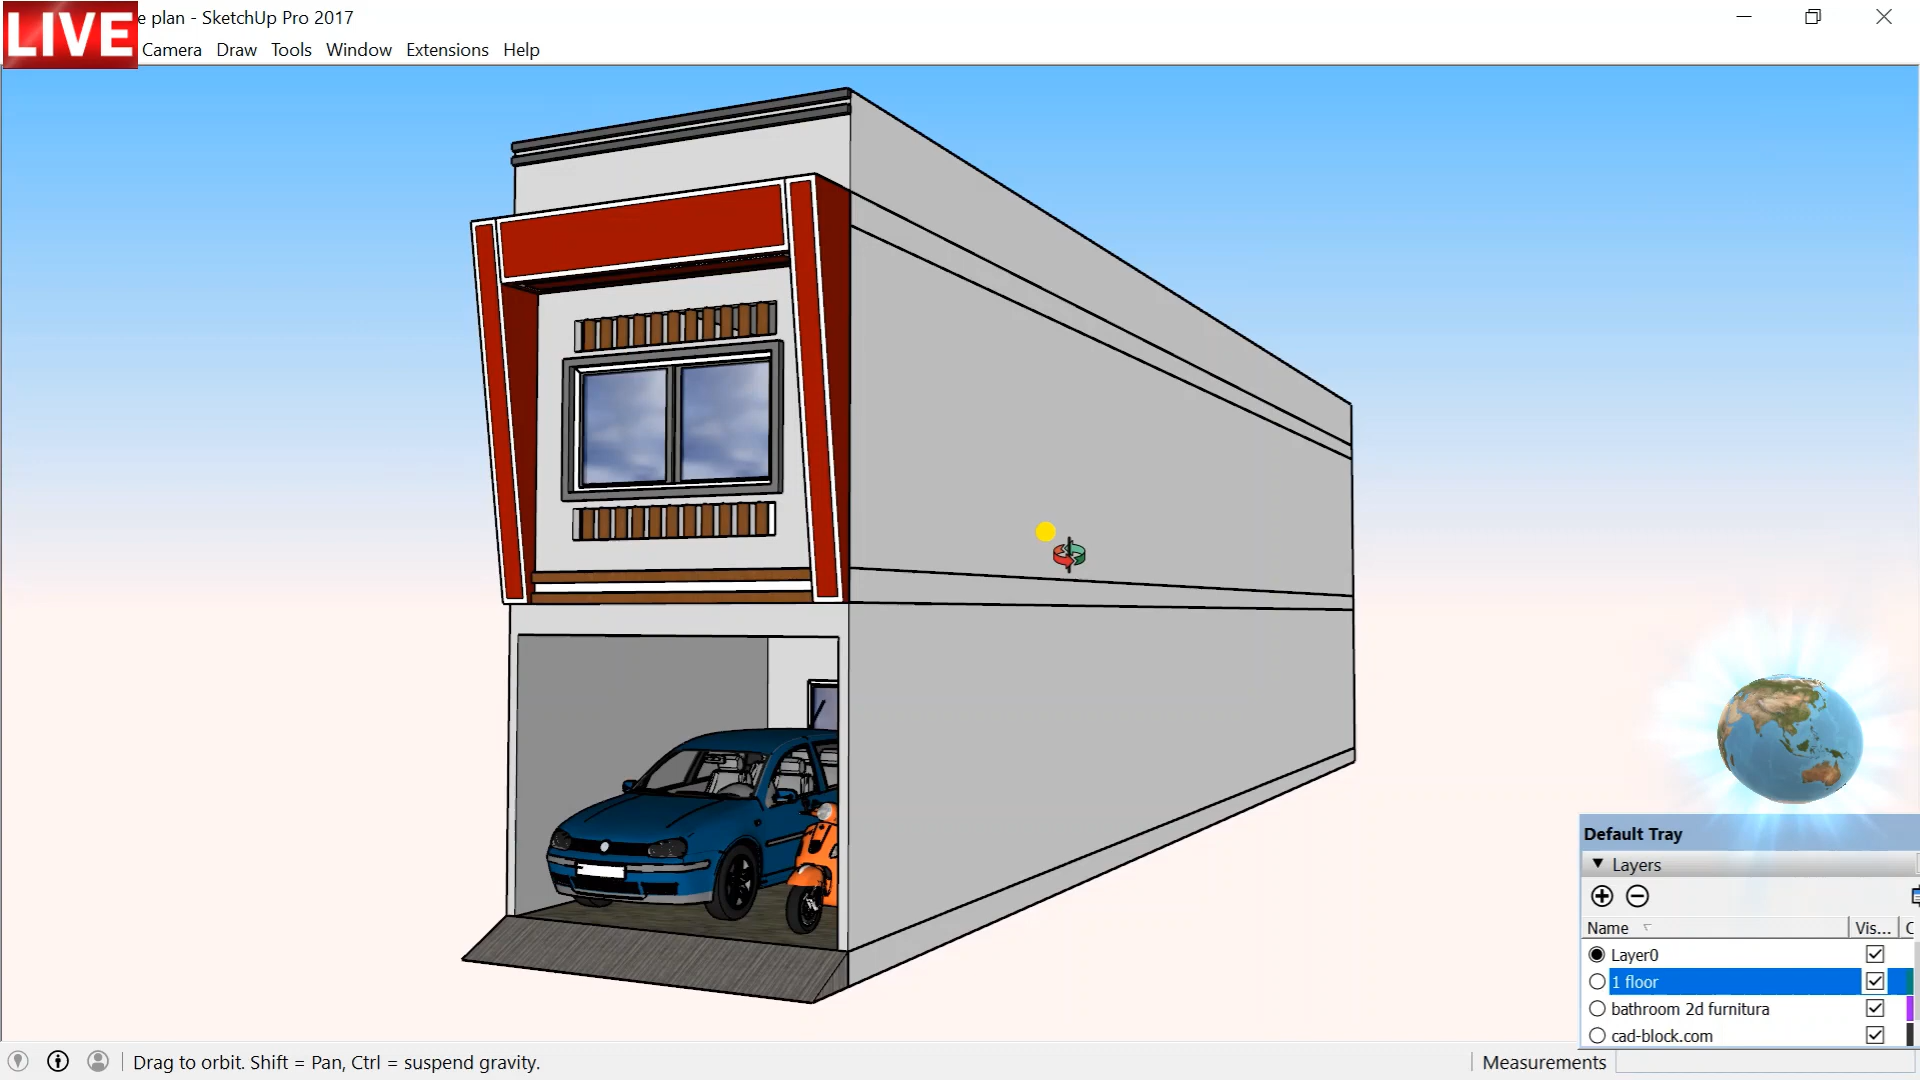 LIVE
e plan - SketchUp Pro 2017
Camera Draw Tools Window Extensions Help
Default Tray
Layers
Name Vis... C
Layer0
1 floor
bathroom 2d furnitura
cad-block.com
Drag to orbit. Shift = Pan, Ctrl = suspend gravity.
Measurements